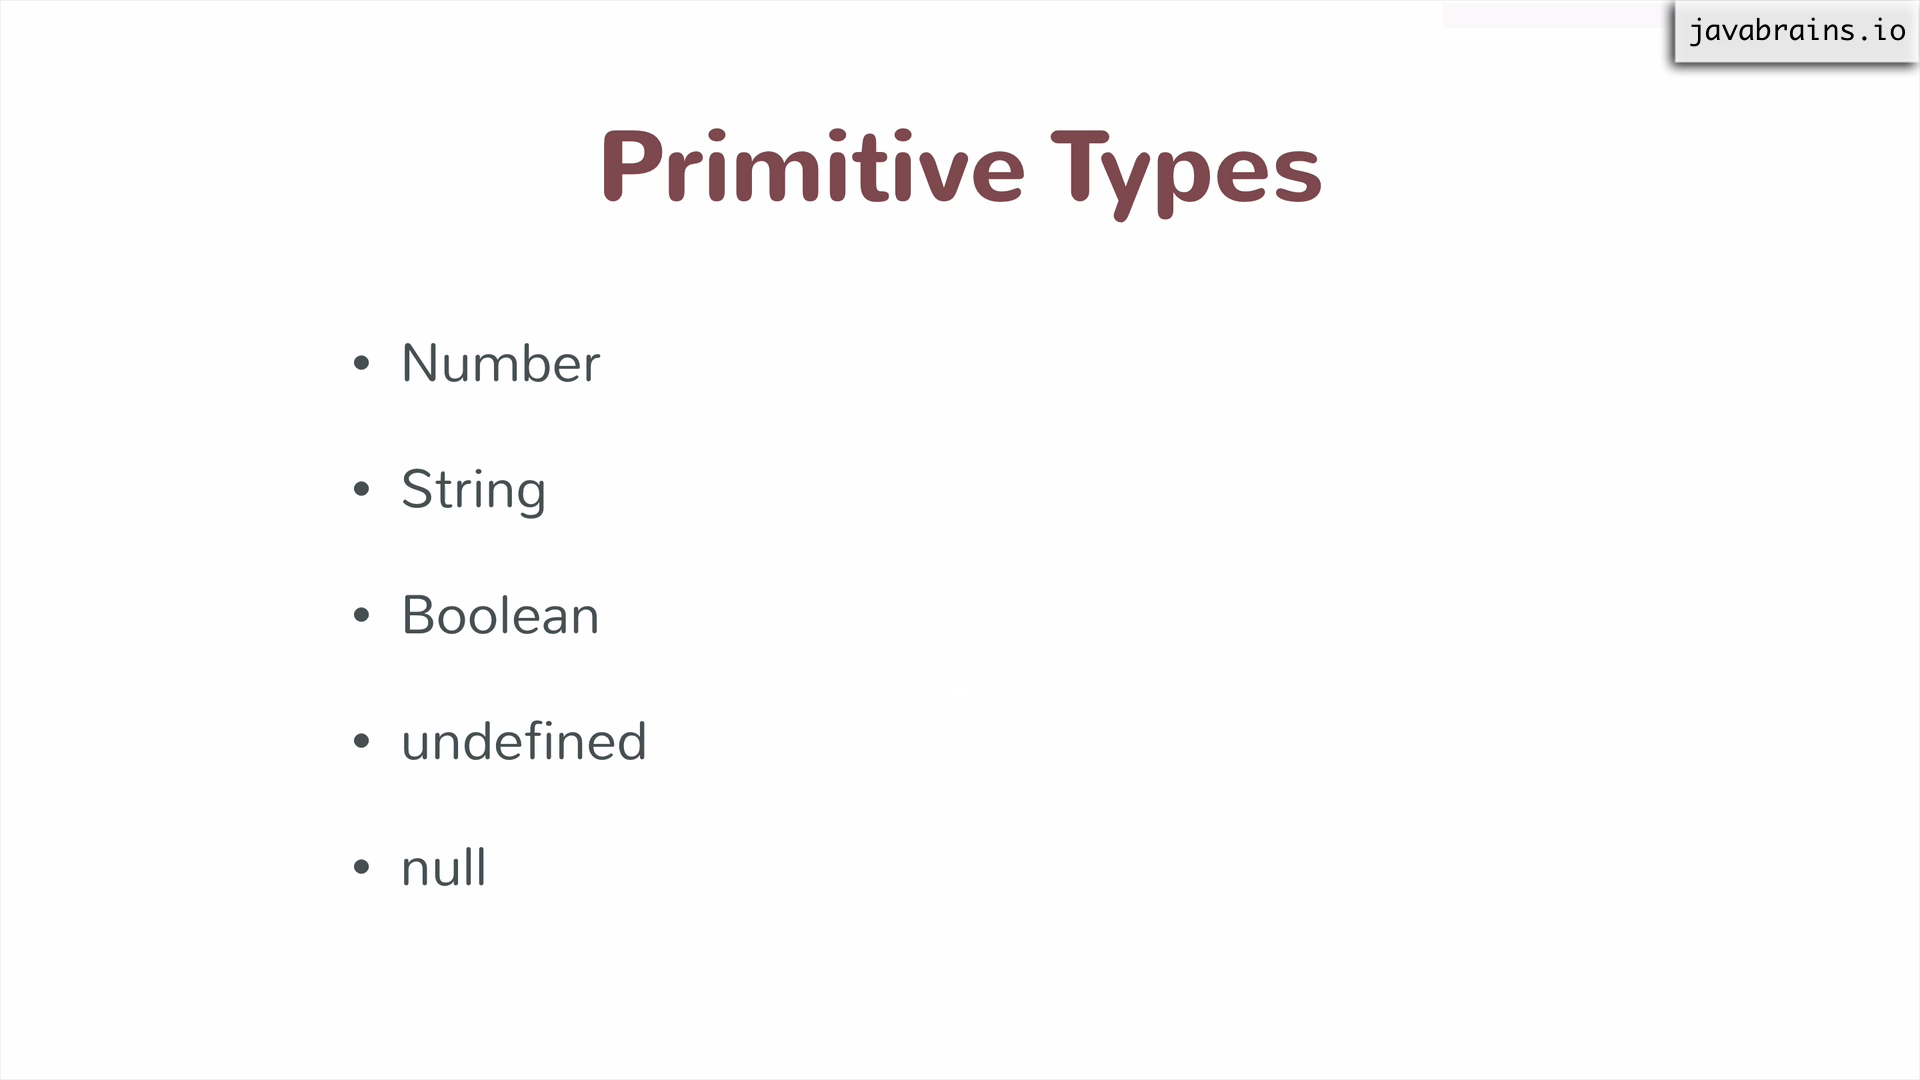 javabrains.io
Primitive Types
• Number
• String
• Boolean
• undefined
• null